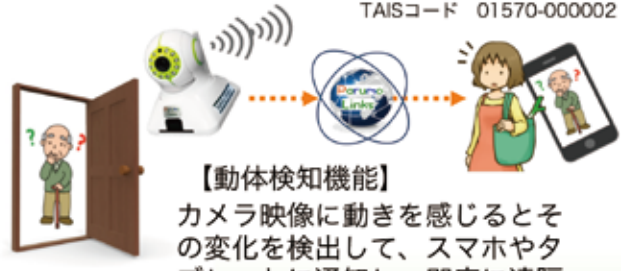 TAISコード 01570-000002
Parumo
Links
? ?
? ?
【動体検知機能】
カメラ映像に動きを感じるとそ
の変化を検出して、スマホやタ